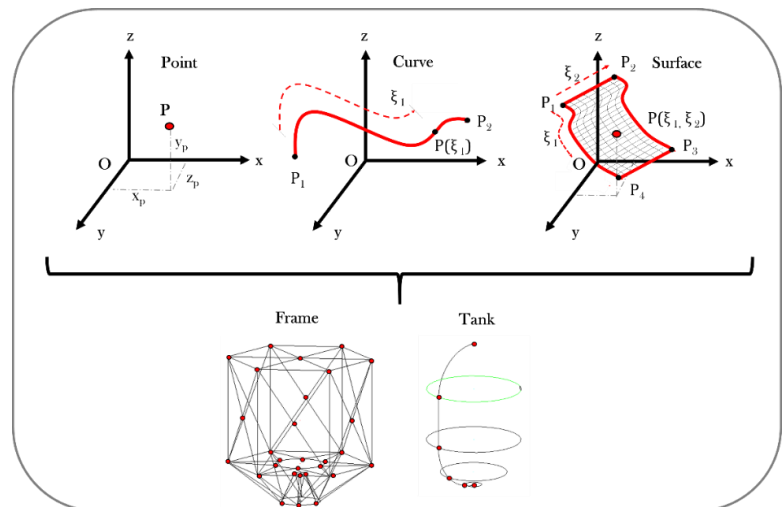 z
Point
P
y_p
O
x
x_p
z_p
y
z
Curve
ξ_1
P_2
P(ξ_1)
O
x
P_1
y
z
Surface
P_2
ξ_2
P_1
P(ξ_1, ξ_2)
ξ_1
P_3
O
x
P_4
y
Frame
Tank